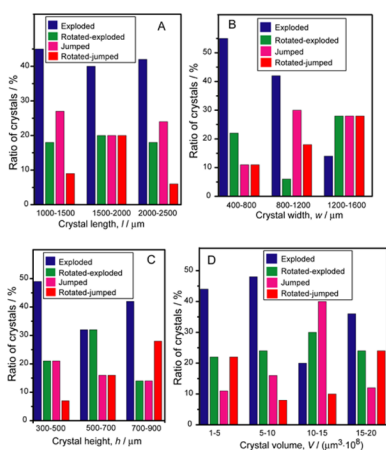 A
Exploded
Rotated-exploded
Jumped
Rotated-jumped
Ratio of crystals / %
40
20
0
1000-1500 1500-2000 2000-2500
Crystal length, l / μm
B
Exploded
Rotated-exploded
Jumped
Rotated-jumped
Ratio of crystals / %
50
40
30
20
10
0
400-800 800-1200 1200-1600
Crystal width, w / μm
C
Exploded
Rotated-exploded
Jumped
Rotated-jumped
Ratio of crystals / %
40
20
0
300-500 500-700 700-900
Crystal height, h / μm
D
Exploded
Rotated-exploded
Jumped
Rotated-jumped
Ratio of crystals / %
50
40
30
20
10
0
1-5 5-10 10-15 15-20
Crystal volume, V / (μm³·10⁸)